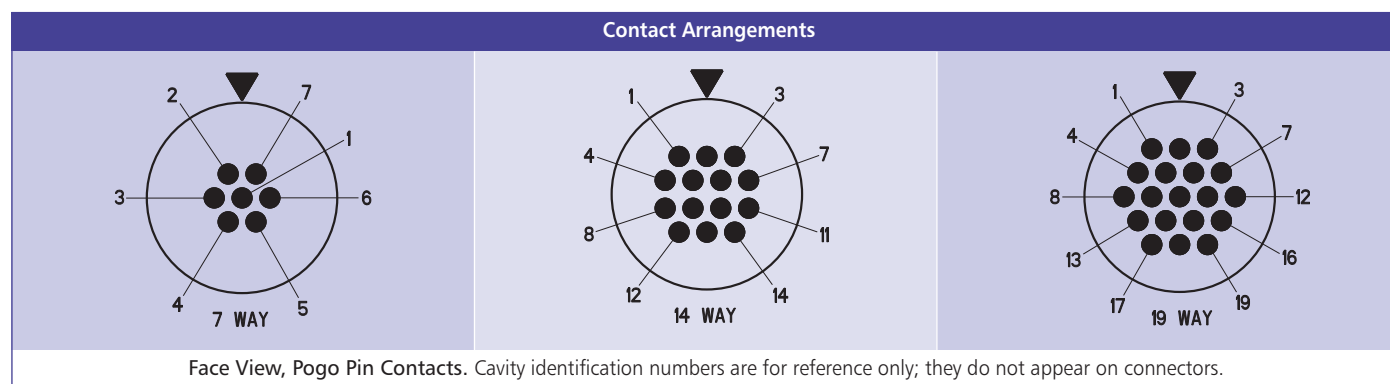 Contact Arrangements
2 7
1
3 6
4 5
7 WAY
1 3
4 7
8 11
12 14
14 WAY
1 3
4 7
8 12
13 16
17 19
19 WAY
Face View, Pogo Pin Contacts. Cavity identification numbers are for reference only; they do not appear on connectors.